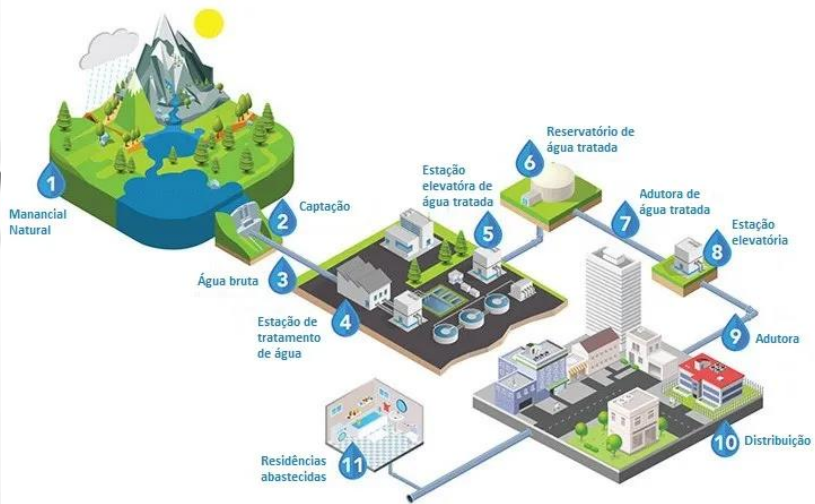 1
Manancial
Natural
2
Captação
3
Água bruta
4
Estação de
tratamento
de água
5
Estação
elevatóra de
água tratada
6
Reservatório de
água tratada
7
Adutora de
água tratada
8
Estação
elevatória
9
Adutora
10
Distribuição
11
Residências
abastecidas